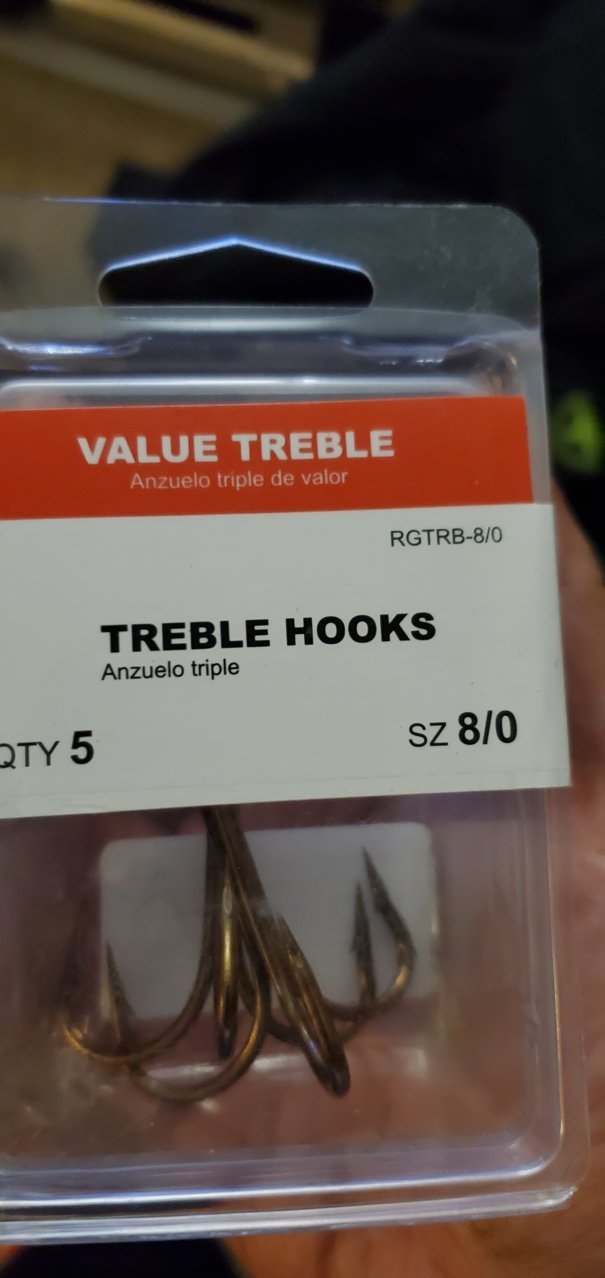 VALUE TREBLE
Anzuelo triple de valor
RGTRB-8/0
TREBLE HOOKS
Anzuelo triple
QTY 5
SZ 8/0